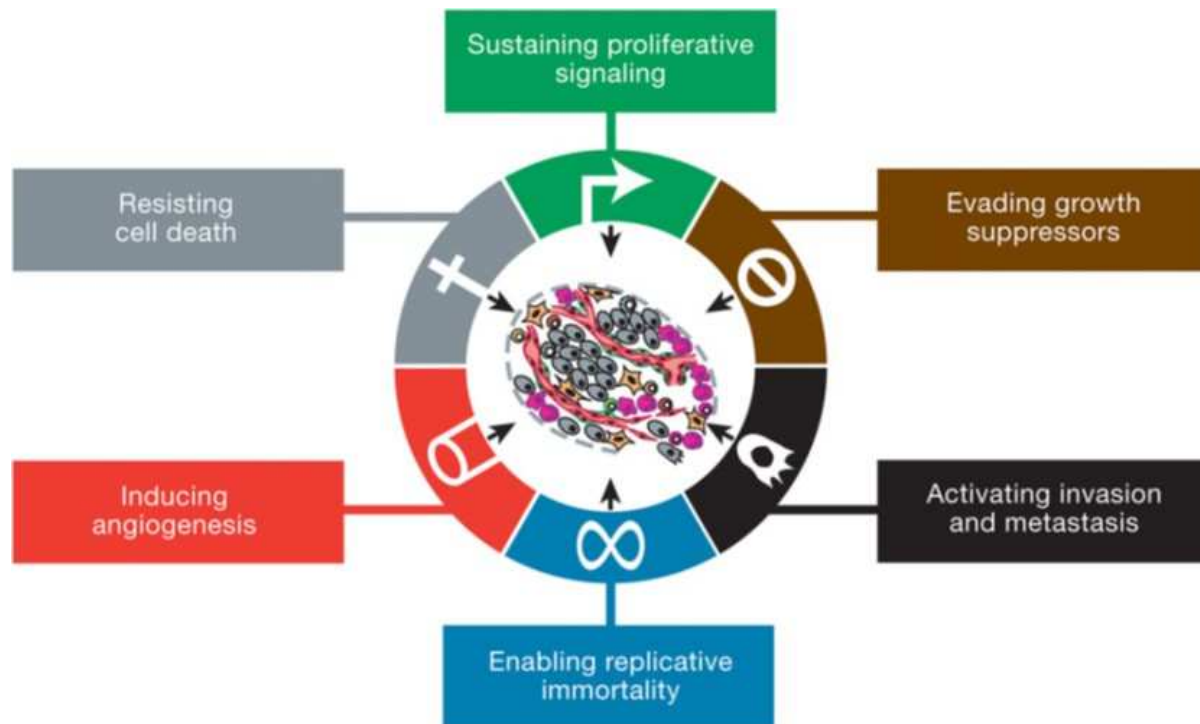 Sustaining proliferative
signaling
Resisting
cell death
Evading growth
suppressors
Inducing
angiogenesis
Activating invasion
and metastasis
Enabling replicative
immortality